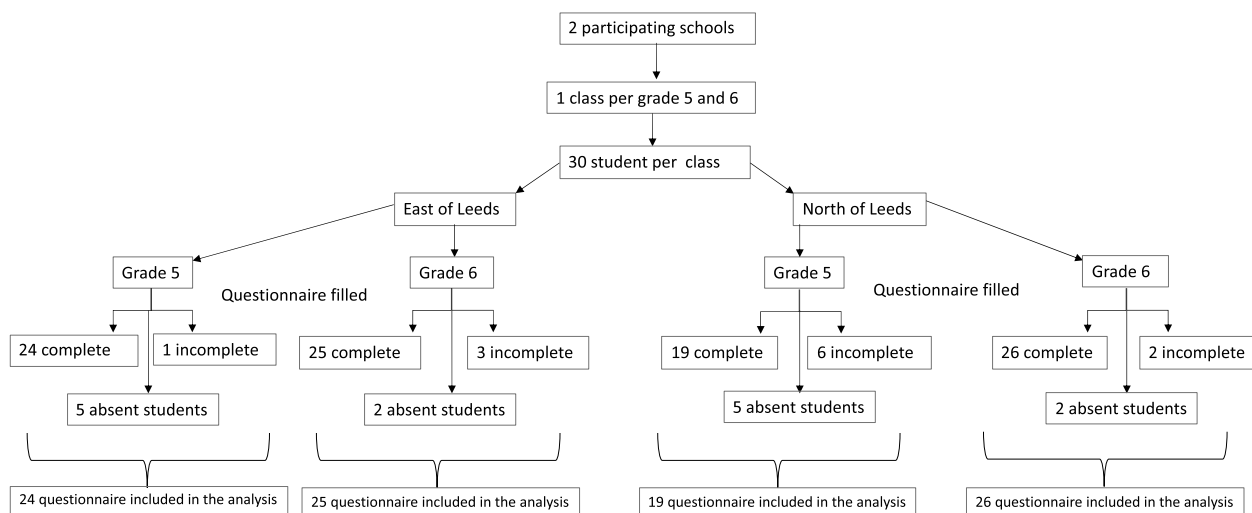 2 participating schools
1 class per grade 5 and 6
30 student per class
East of Leeds
North of Leeds
Grade 5
Grade 6
Grade 5
Grade 6
Questionnaire filled
Questionnaire filled
24 complete
1 incomplete
25 complete
3 incomplete
19 complete
6 incomplete
26 complete
2 incomplete
5 absent students
2 absent students
5 absent students
2 absent students
24 questionnaire included in the analysis
25 questionnaire included in the analysis
19 questionnaire included in the analysis
26 questionnaire included in the analysis